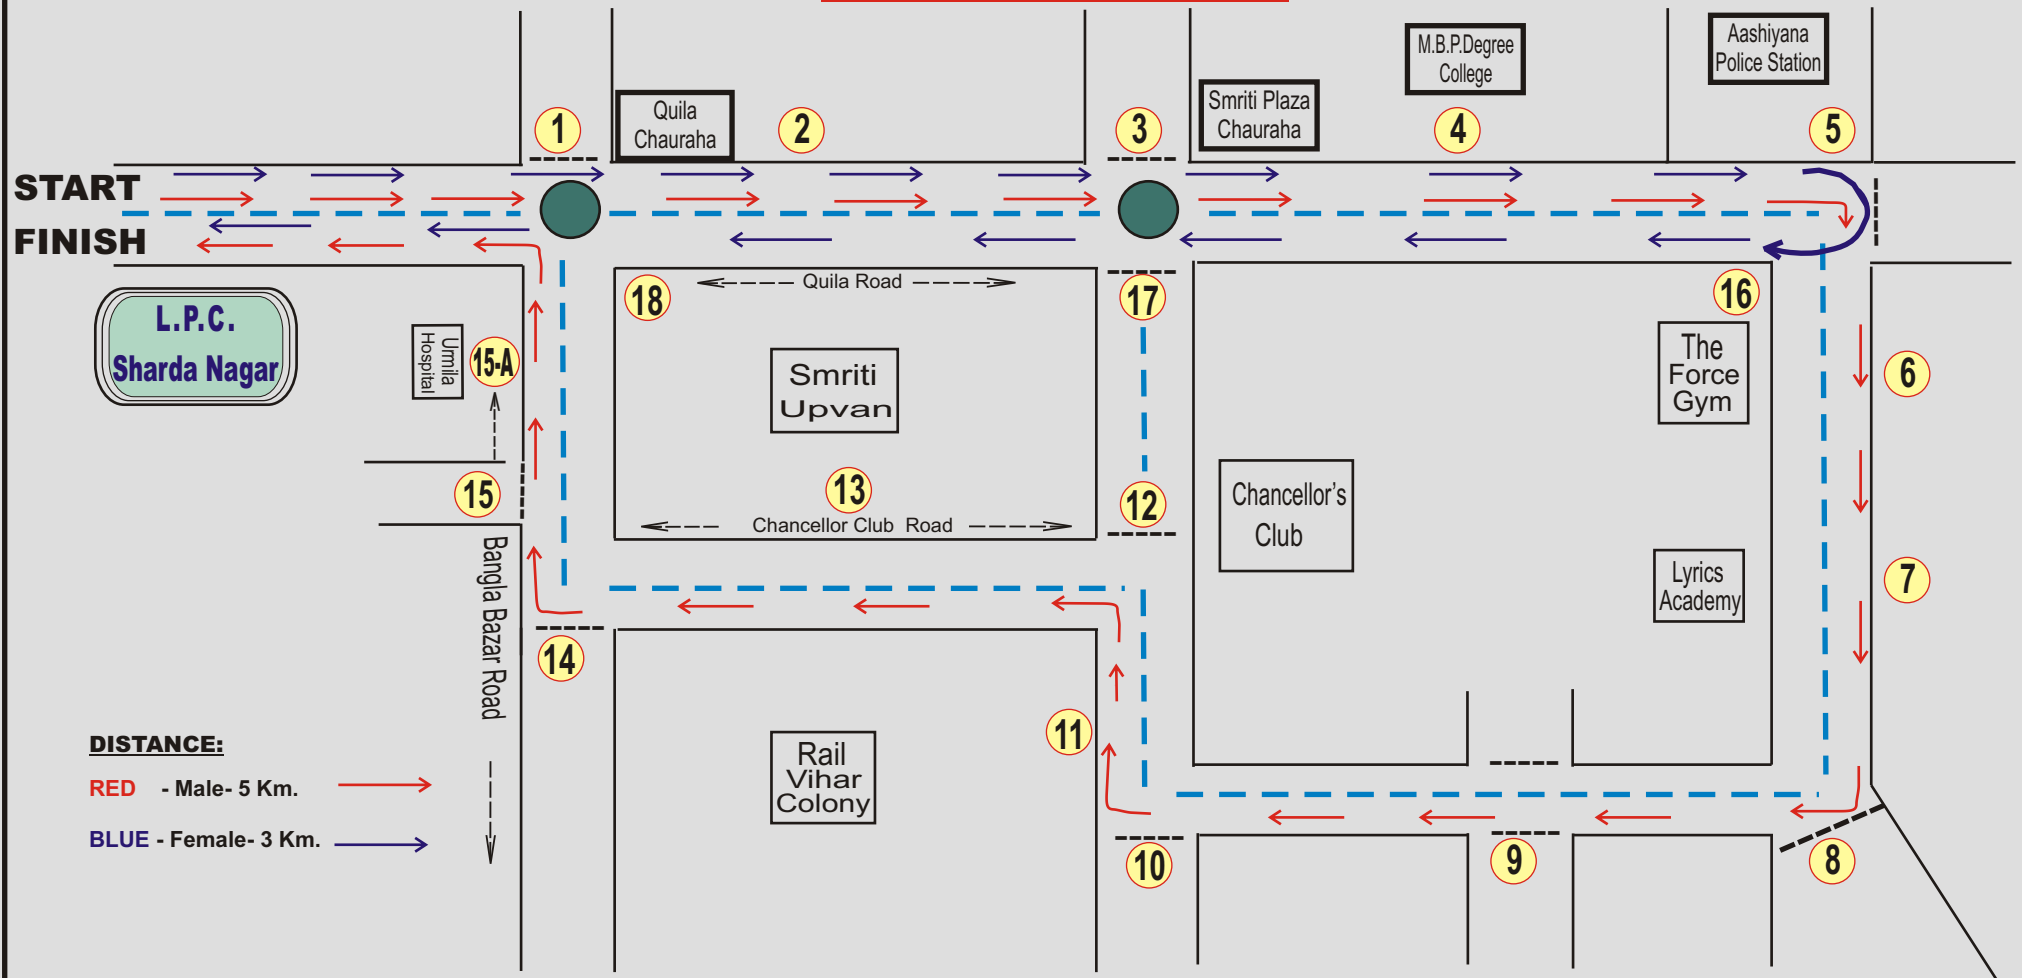 M.B.P.Degree
College
Aashiyana
Police Station
Quila
Chauraha
Smriti Plaza
Chauraha
1
2
3
4
5
START
FINISH
18
Quila Road
17
16
L.P.C.
Sharda Nagar
Urmila
Hospital
15-A
Smriti
Upvan
The
Force
Gym
6
15
13
12
Chancellor Club Road
Chancellor's
Club
Lyrics
Academy
7
Bangla Bazar Road
14
11
Rail
Vihar
Colony
DISTANCE:
RED - Male- 5 Km.
BLUE - Female- 3 Km.
10
9
8